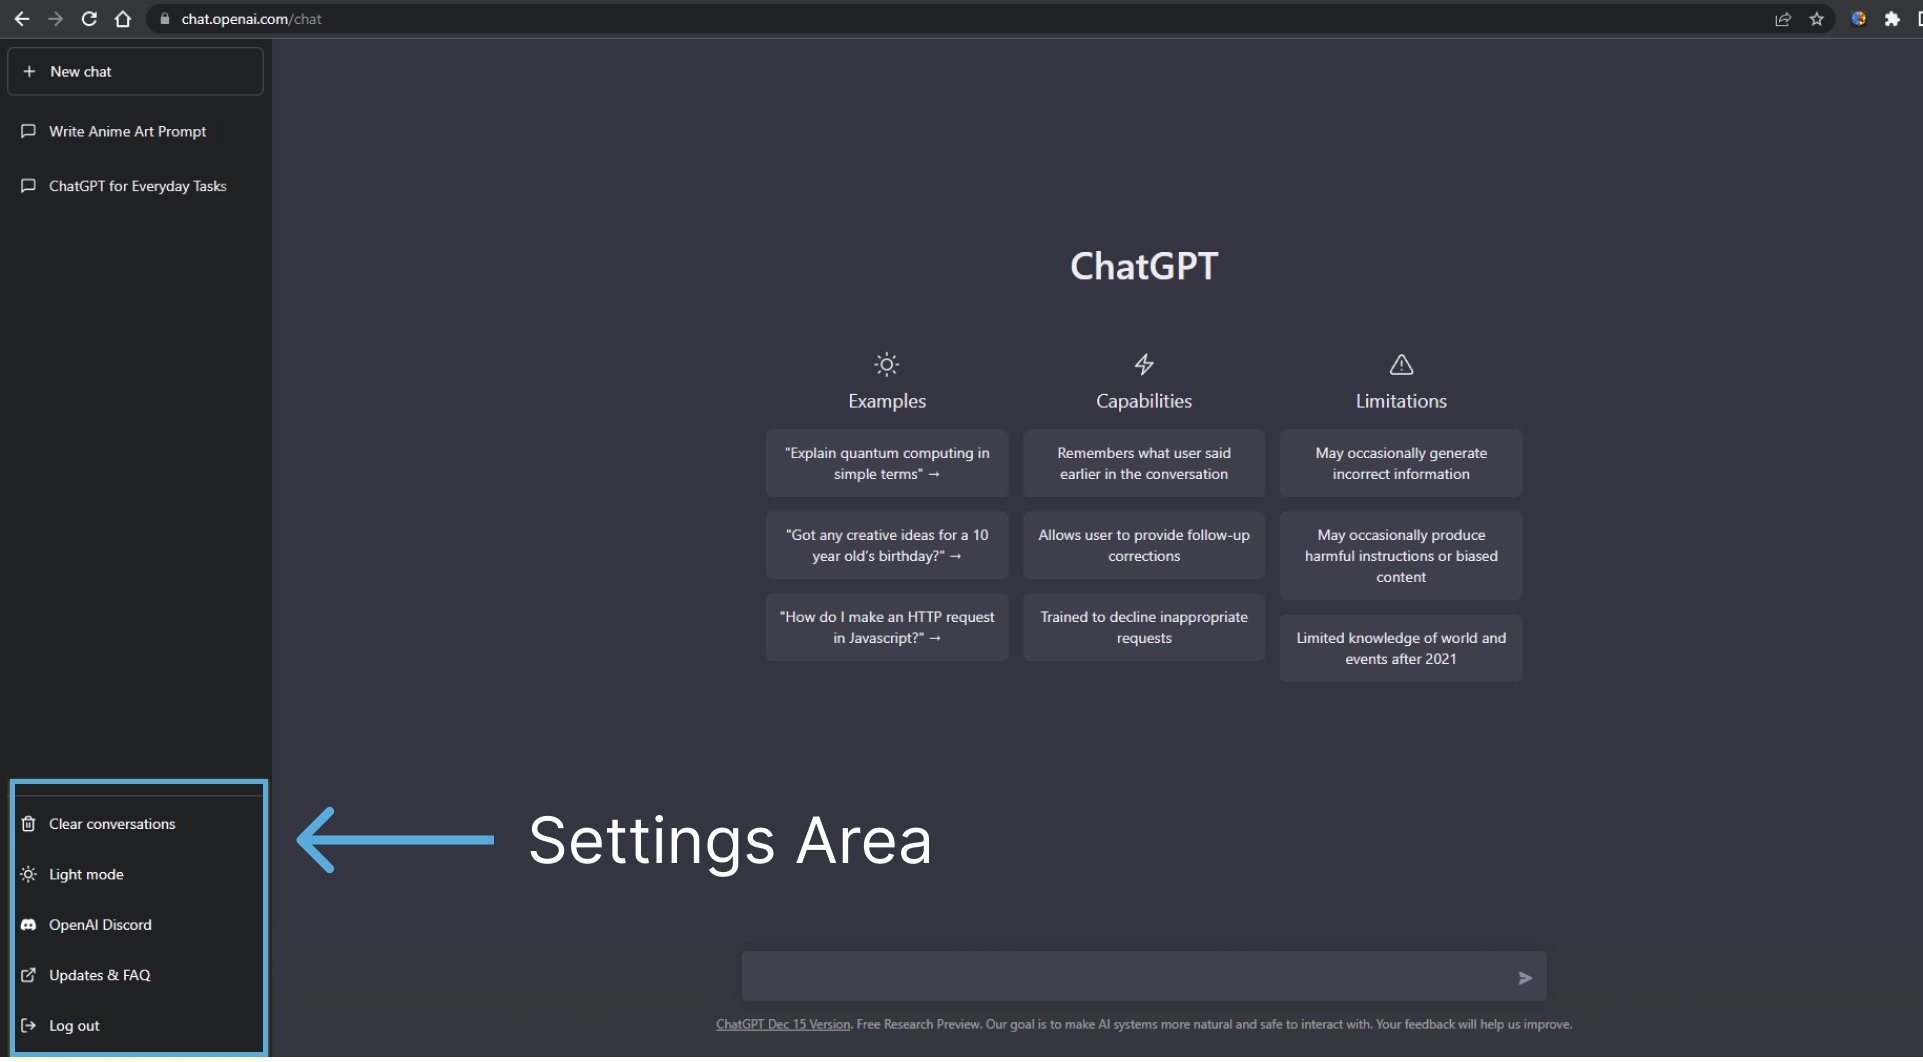 chat.openai.com/chat
New chat
Write Anime Art Prompt
ChatGPT for Everyday Tasks
ChatGPT
Examples
"Explain quantum computing in
simple terms" →
"Got any creative ideas for a 10
year old’s birthday?" →
"How do I make an HTTP request
in Javascript?" →
Capabilities
Remembers what user said
earlier in the conversation
Allows user to provide follow-up
corrections
Trained to decline inappropriate
requests
Limitations
May occasionally generate
incorrect information
May occasionally produce
harmful instructions or biased
content
Limited knowledge of world and
events after 2021
Clear conversations
Light mode
OpenAI Discord
Updates & FAQ
Log out
Settings Area
ChatGPT Dec 15 Version. Free Research Preview. Our goal is to make AI systems more natural and safe to interact with. Your feedback will help us improve.